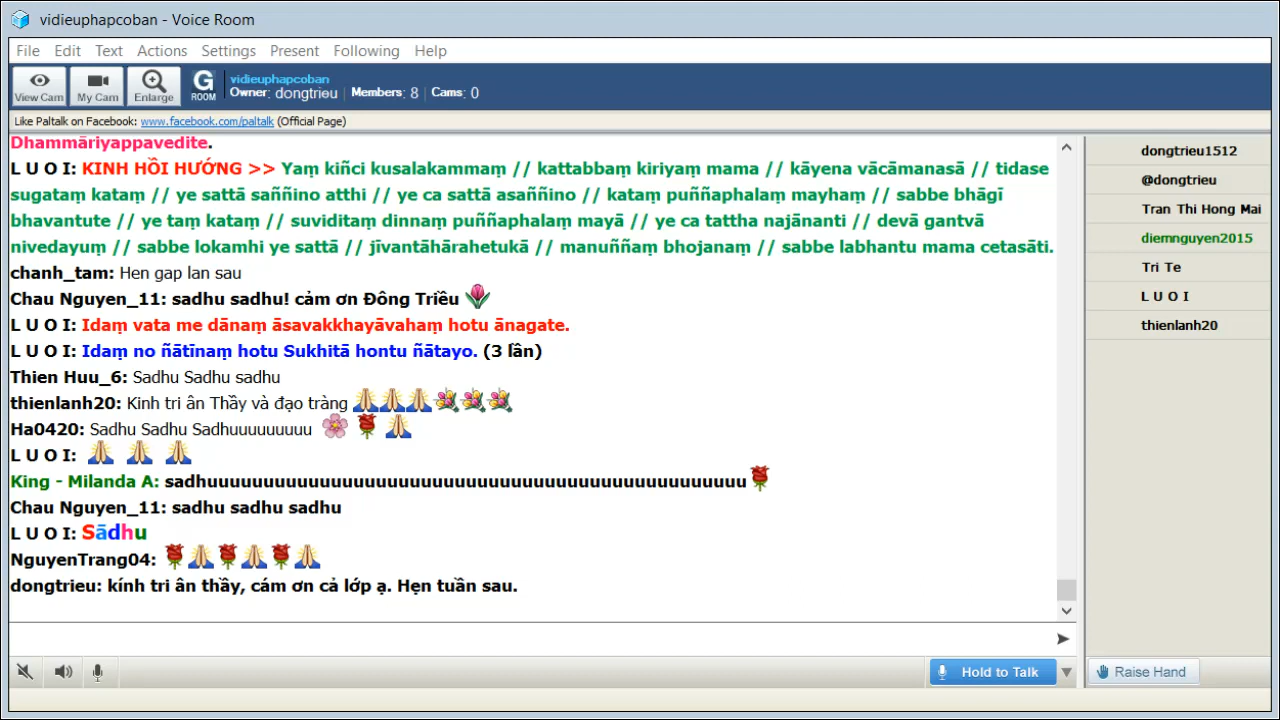 vidieuphapcoban - Voice Room
File Edit Text Actions Settings Present Following Help
View Cam My Cam Enlarge G ROOM
vidieuphapcoban
Owner: dongtrieu | Members: 8 | Cams: 0
Like Paltalk on Facebook: www.facebook.com/paltalk (Official Page)
Dhammāriyappavedite.
L U O I: KINH HỒI HƯỚNG >> Yaṃ kiñci kusalakammaṃ // kattabbaṃ kiriyaṃ mama // kāyena vācāmanasā // tidase
sugataṃ kataṃ // ye sattā saññino atthi // ye ca sattā asaññino // kataṃ puññaphalaṃ mayhaṃ // sabbe bhāgī
bhavantute // ye taṃ kataṃ // suviditaṃ dinnaṃ puññaphalaṃ mayā // ye ca tattha najānanti // devā gantvā
nivedayuṃ // sabbe lokamhi ye sattā // jīvantāhārahetukā // manuññaṃ bhojanaṃ // sabbe labhantu mama cetasāti.
chanh_tam: Hen gap lan sau
Chau Nguyen_11: sadhu sadhu! cảm ơn Đông Triều
L U O I: Idaṃ vata me dānaṃ āsavakkhayāvahaṃ hotu ānagate.
L U O I: Idaṃ no ñātīnaṃ hotu Sukhitā hontu ñātayo. (3 lần)
Thien Huu_6: Sadhu Sadhu sadhu
thienlanh20: Kinh tri ân Thầy và đạo tràng
Ha0420: Sadhu Sadhu Sadhuuuuuuuuu
L U O I:
King - Milanda A: sadhuuuuuuuuuuuuuuuuuuuuuuuuuuuuuuuuuuuuuuuuuuuuuuuu
Chau Nguyen_11: sadhu sadhu sadhu
L U O I: Sādhu
NguyenTrang04:
dongtrieu: kính tri ân thầy, cám ơn cả lớp ạ. Hẹn tuần sau.
dongtrieu1512
@dongtrieu
Tran Thi Hong Mai
diemnguyen2015
Tri Te
L U O I
thienlanh20
Hold to Talk
Raise Hand